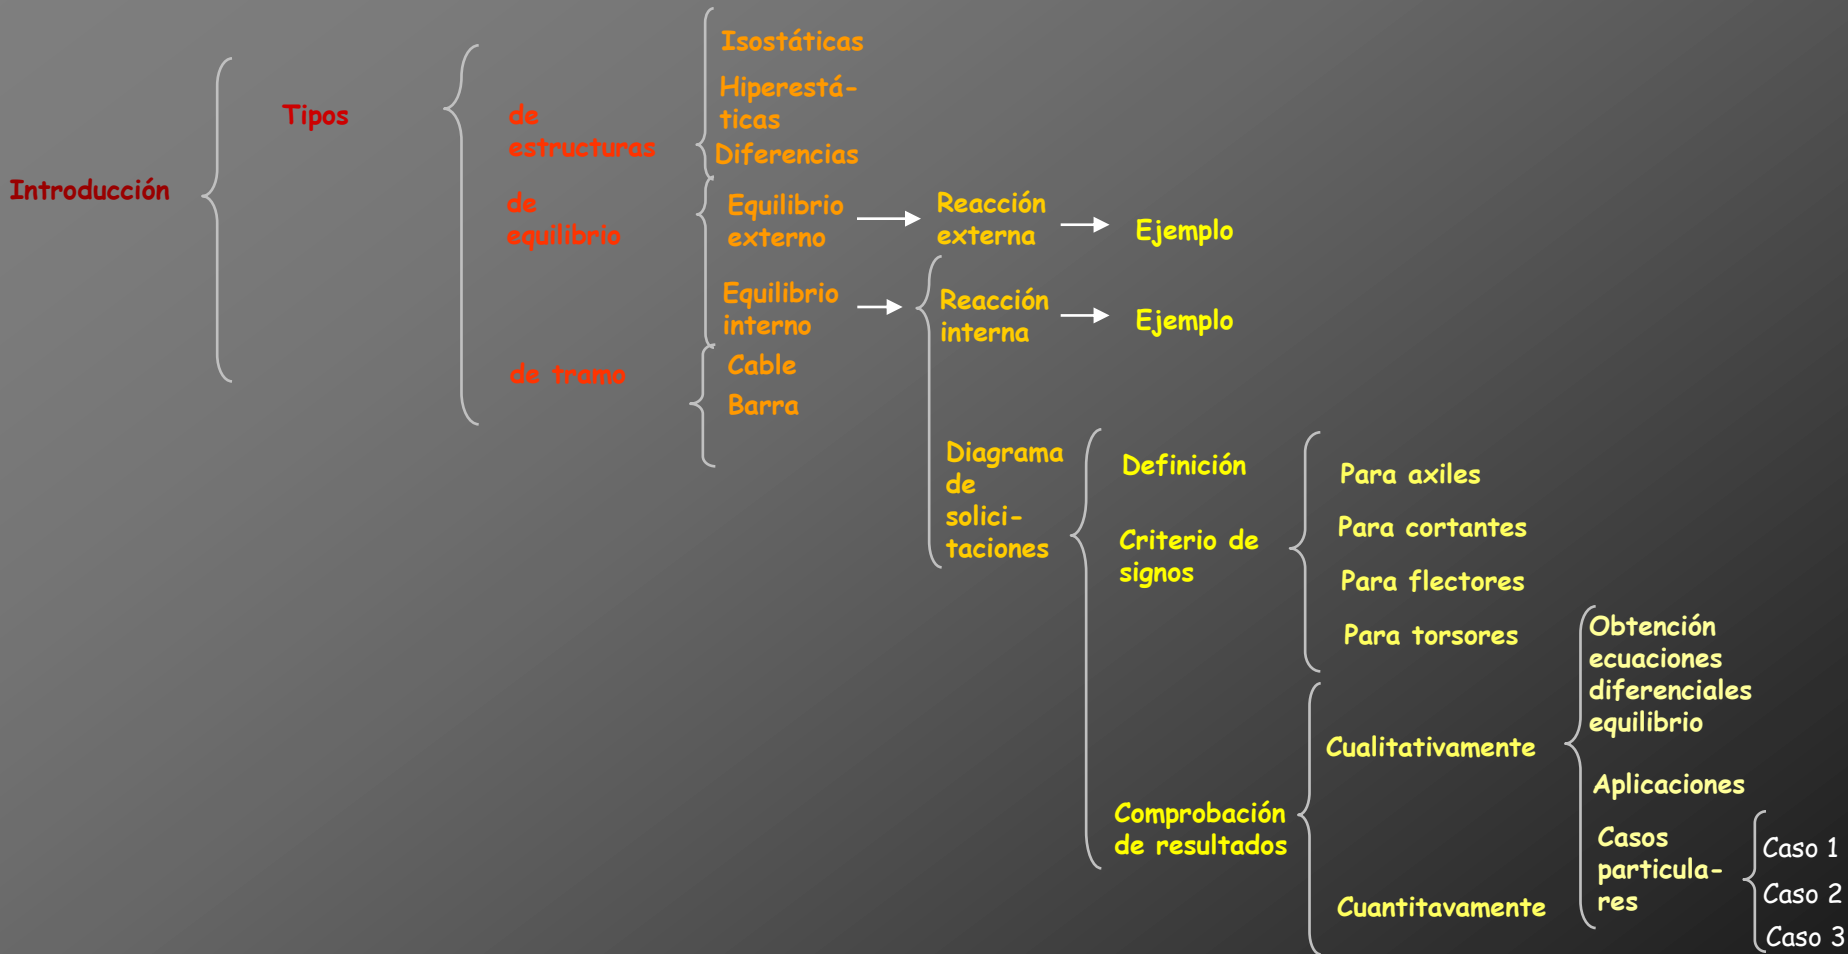 Introducción
Tipos
de
estructuras
Isostáticas
Hiperestá-
ticas
Diferencias
de
equilibrio
Equilibrio
externo
Reacción
externa
Ejemplo
Equilibrio
interno
Reacción
interna
Ejemplo
Diagrama
de
solici-
taciones
Definición
Criterio de
signos
Para axiles
Para cortantes
Para flectores
Para torsores
Comprobación
de resultados
Cualitativamente
Obtención
ecuaciones
diferenciales
equilibrio
Aplicaciones
Casos
particula-
res
Caso 1
Caso 2
Caso 3
Cuantitavamente
de tramo
Cable
Barra